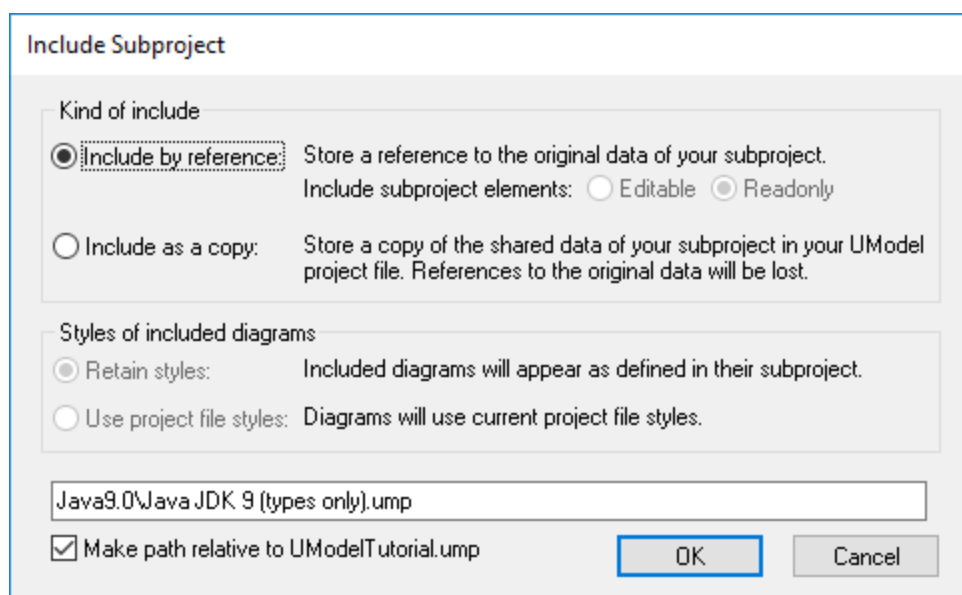 Include Subproject
Kind of include
Include by reference: Store a reference to the original data of your subproject.
Include subproject elements: Editable Readonly
Include as a copy: Store a copy of the shared data of your subproject in your UModel
project file. References to the original data will be lost.
Styles of included diagrams
Retain styles: Included diagrams will appear as defined in their subproject.
Use project file styles: Diagrams will use current project file styles.
Java9.0\Java JDK 9 (types only).ump
Make path relative to UModelTutorial.ump OK Cancel